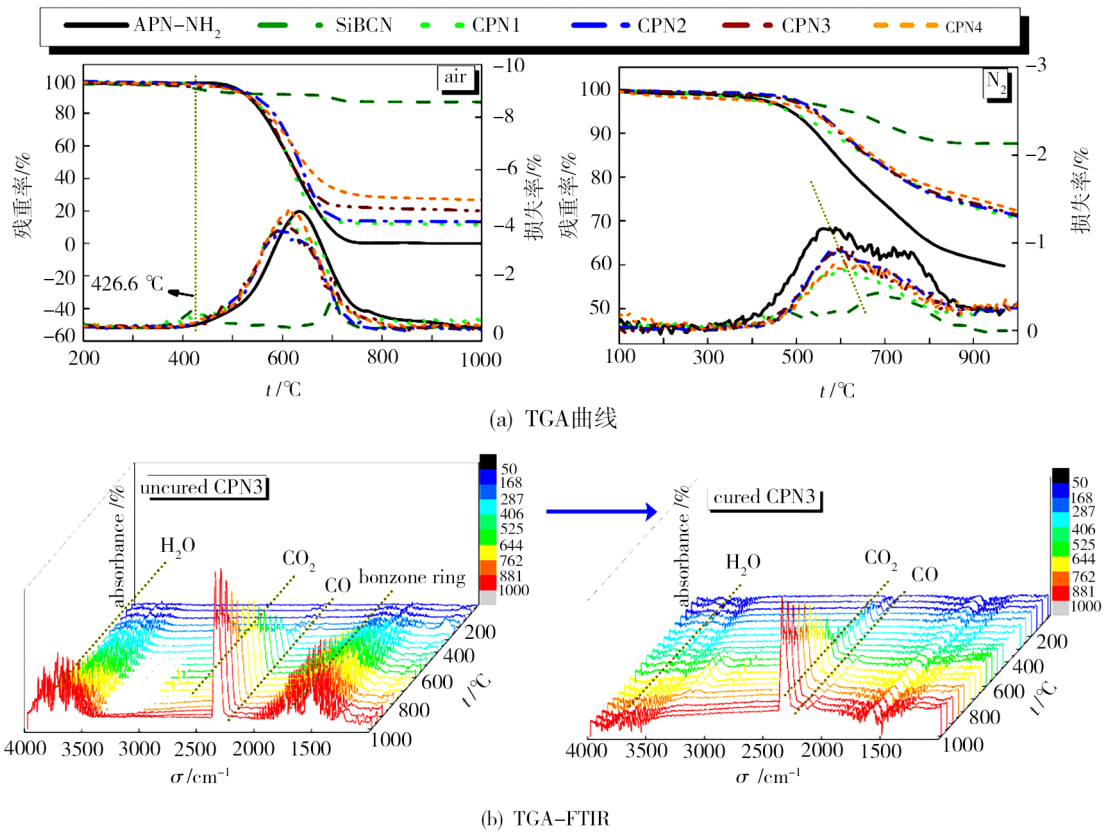 APN-NH₂ SiBCN CPN1 CPN2 CPN3 CPN4
air
残重率/%
100
80
60
40
20
0
-20
-40
-60
426.6 ℃
-10
-8
-6
-4
-2
0
损失率/%
200 400 600 800 1000
t/℃
N₂
残重率/%
100
90
80
70
60
50
-3
-2
-1
0
损失率/%
100 300 500 700 900
t/℃
(a) TGA曲线
uncured CPN3
absorbance /%
H₂O
CO₂
CO
bonzone ring
50
168
287
406
525
644
762
881
1000
200
400
600
800
1000
t/℃
4000 3500 3000 2500 2000 1500
σ/cm⁻¹
cured CPN3
absorbance/%
H₂O
CO₂
CO
50
168
287
406
525
644
762
881
1000
200
400
600
800
1000
t/℃
4000 3500 3000 2500 2000 1500
σ/cm⁻¹
(b) TGA-FTIR